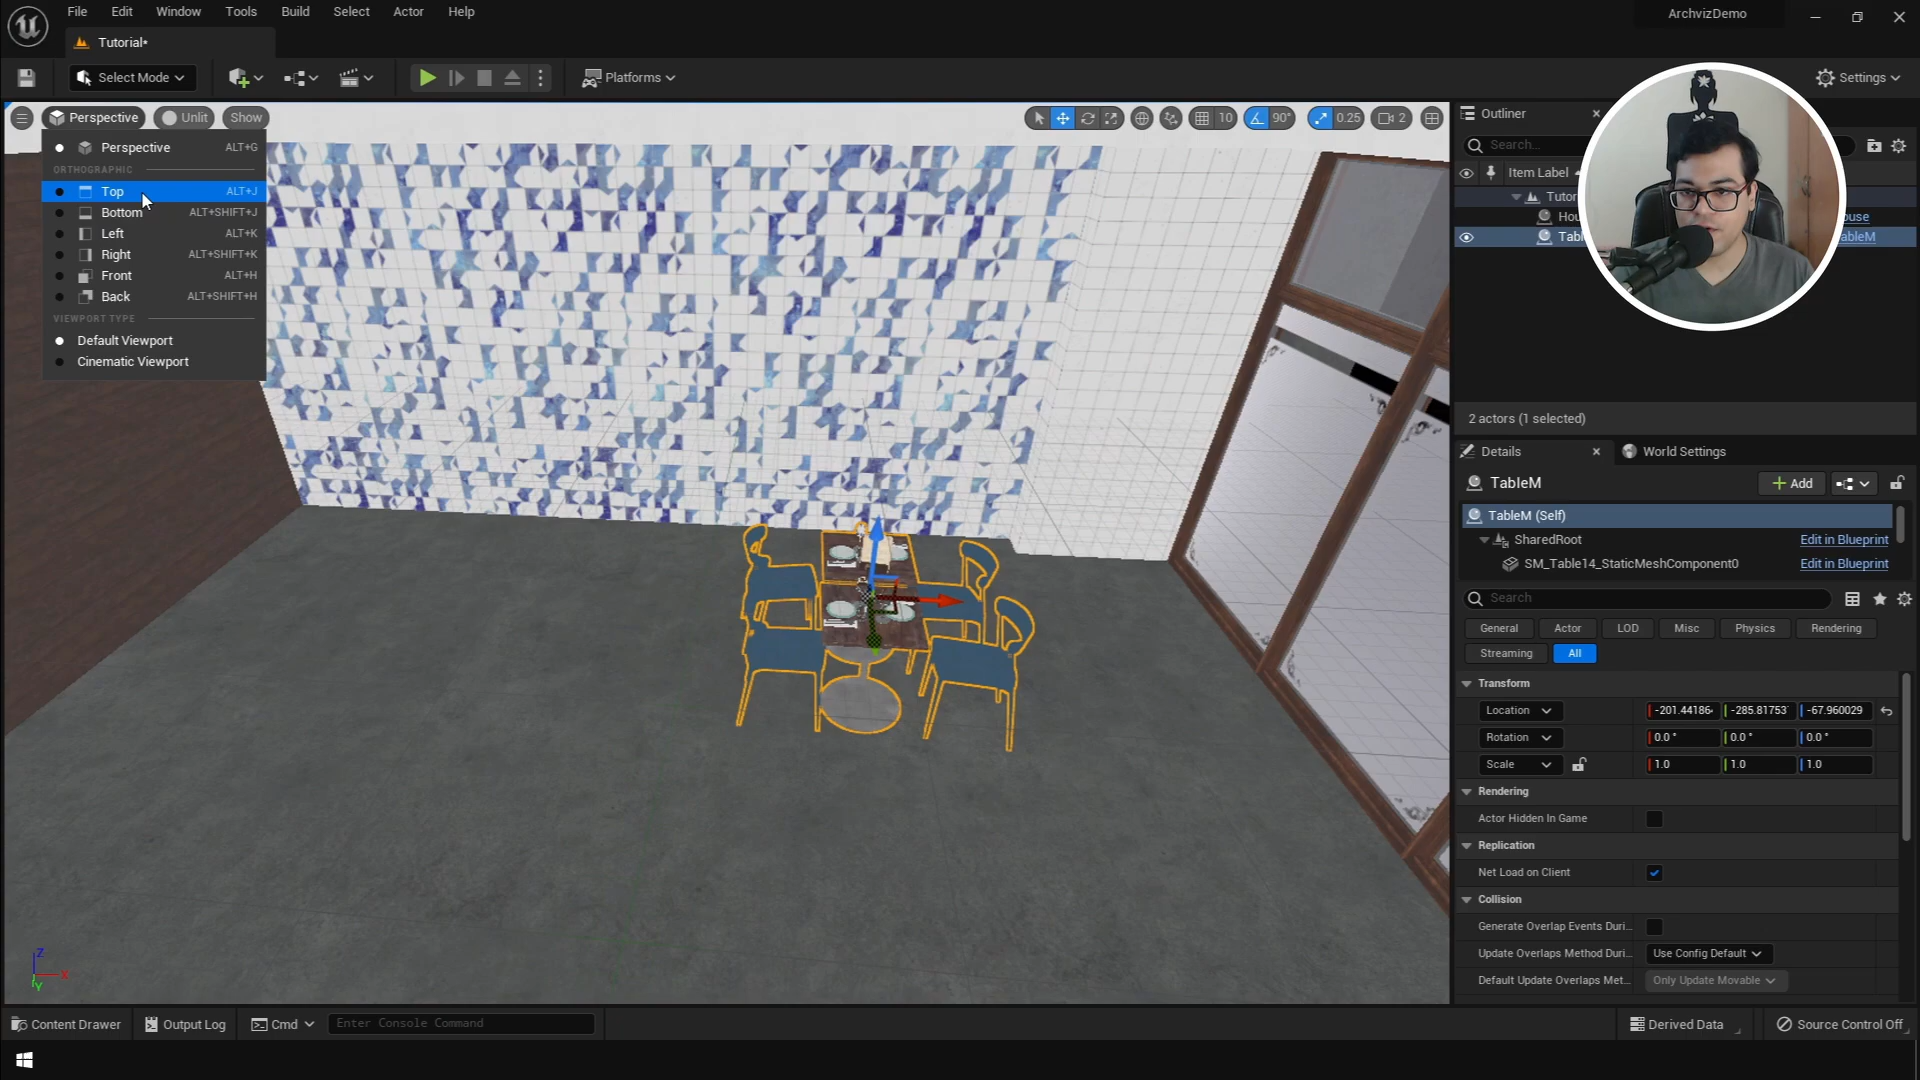 File Edit Window Tools Build Select Actor Help
ArchvizDemo
Tutorial*
Select Mode
Platforms
Settings
Perspective Unlit Show
10 90° 0.25 2
Perspective ALT+G
ORTHOGRAPHIC
Top ALT+J
Bottom ALT+SHIFT+J
Left ALT+K
Right ALT+SHIFT+K
Front ALT+H
Back ALT+SHIFT+H
VIEWPORT TYPE
Default Viewport
Cinematic Viewport
Z
X
Y
Outliner
Search...
Item Label
Tutor
Hou ouse
Tabl ableM
2 actors (1 selected)
Details World Settings
TableM Add
TableM (Self)
SharedRoot Edit in Blueprint
SM_Table14_StaticMeshComponent0 Edit in Blueprint
Search
General Actor LOD Misc Physics Rendering
Streaming All
Transform
Location -201.44186 -285.81753 -67.960029
Rotation 0.0 ° 0.0 ° 0.0 °
Scale 1.0 1.0 1.0
Rendering
Actor Hidden In Game
Replication
Net Load on Client
Collision
Generate Overlap Events Duri...
Update Overlaps Method Duri... Use Config Default
Default Update Overlaps Met... Only Update Movable
Content Drawer Output Log Cmd Enter Console Command
Derived Data Source Control Off